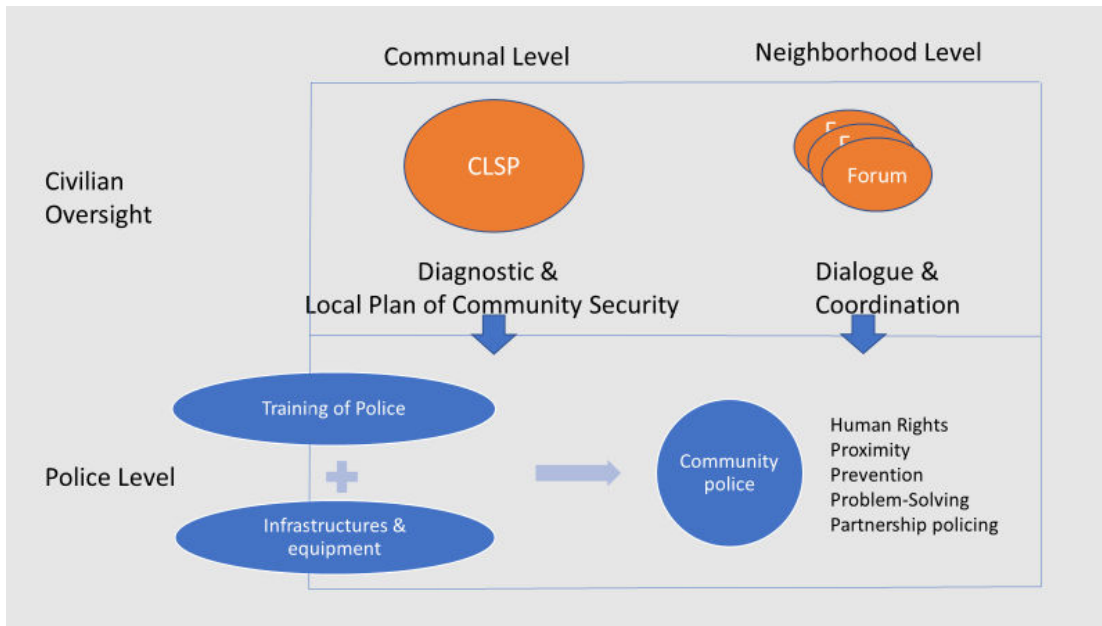 Communal Level
Neighborhood Level
CLSP
F
F
Forum
Civilian
Oversight
Diagnostic &
Local Plan of Community Security
Dialogue &
Coordination
Training of Police
Police Level
Infrastructures &
equipment
Community
police
Human Rights
Proximity
Prevention
Problem-Solving
Partnership policing